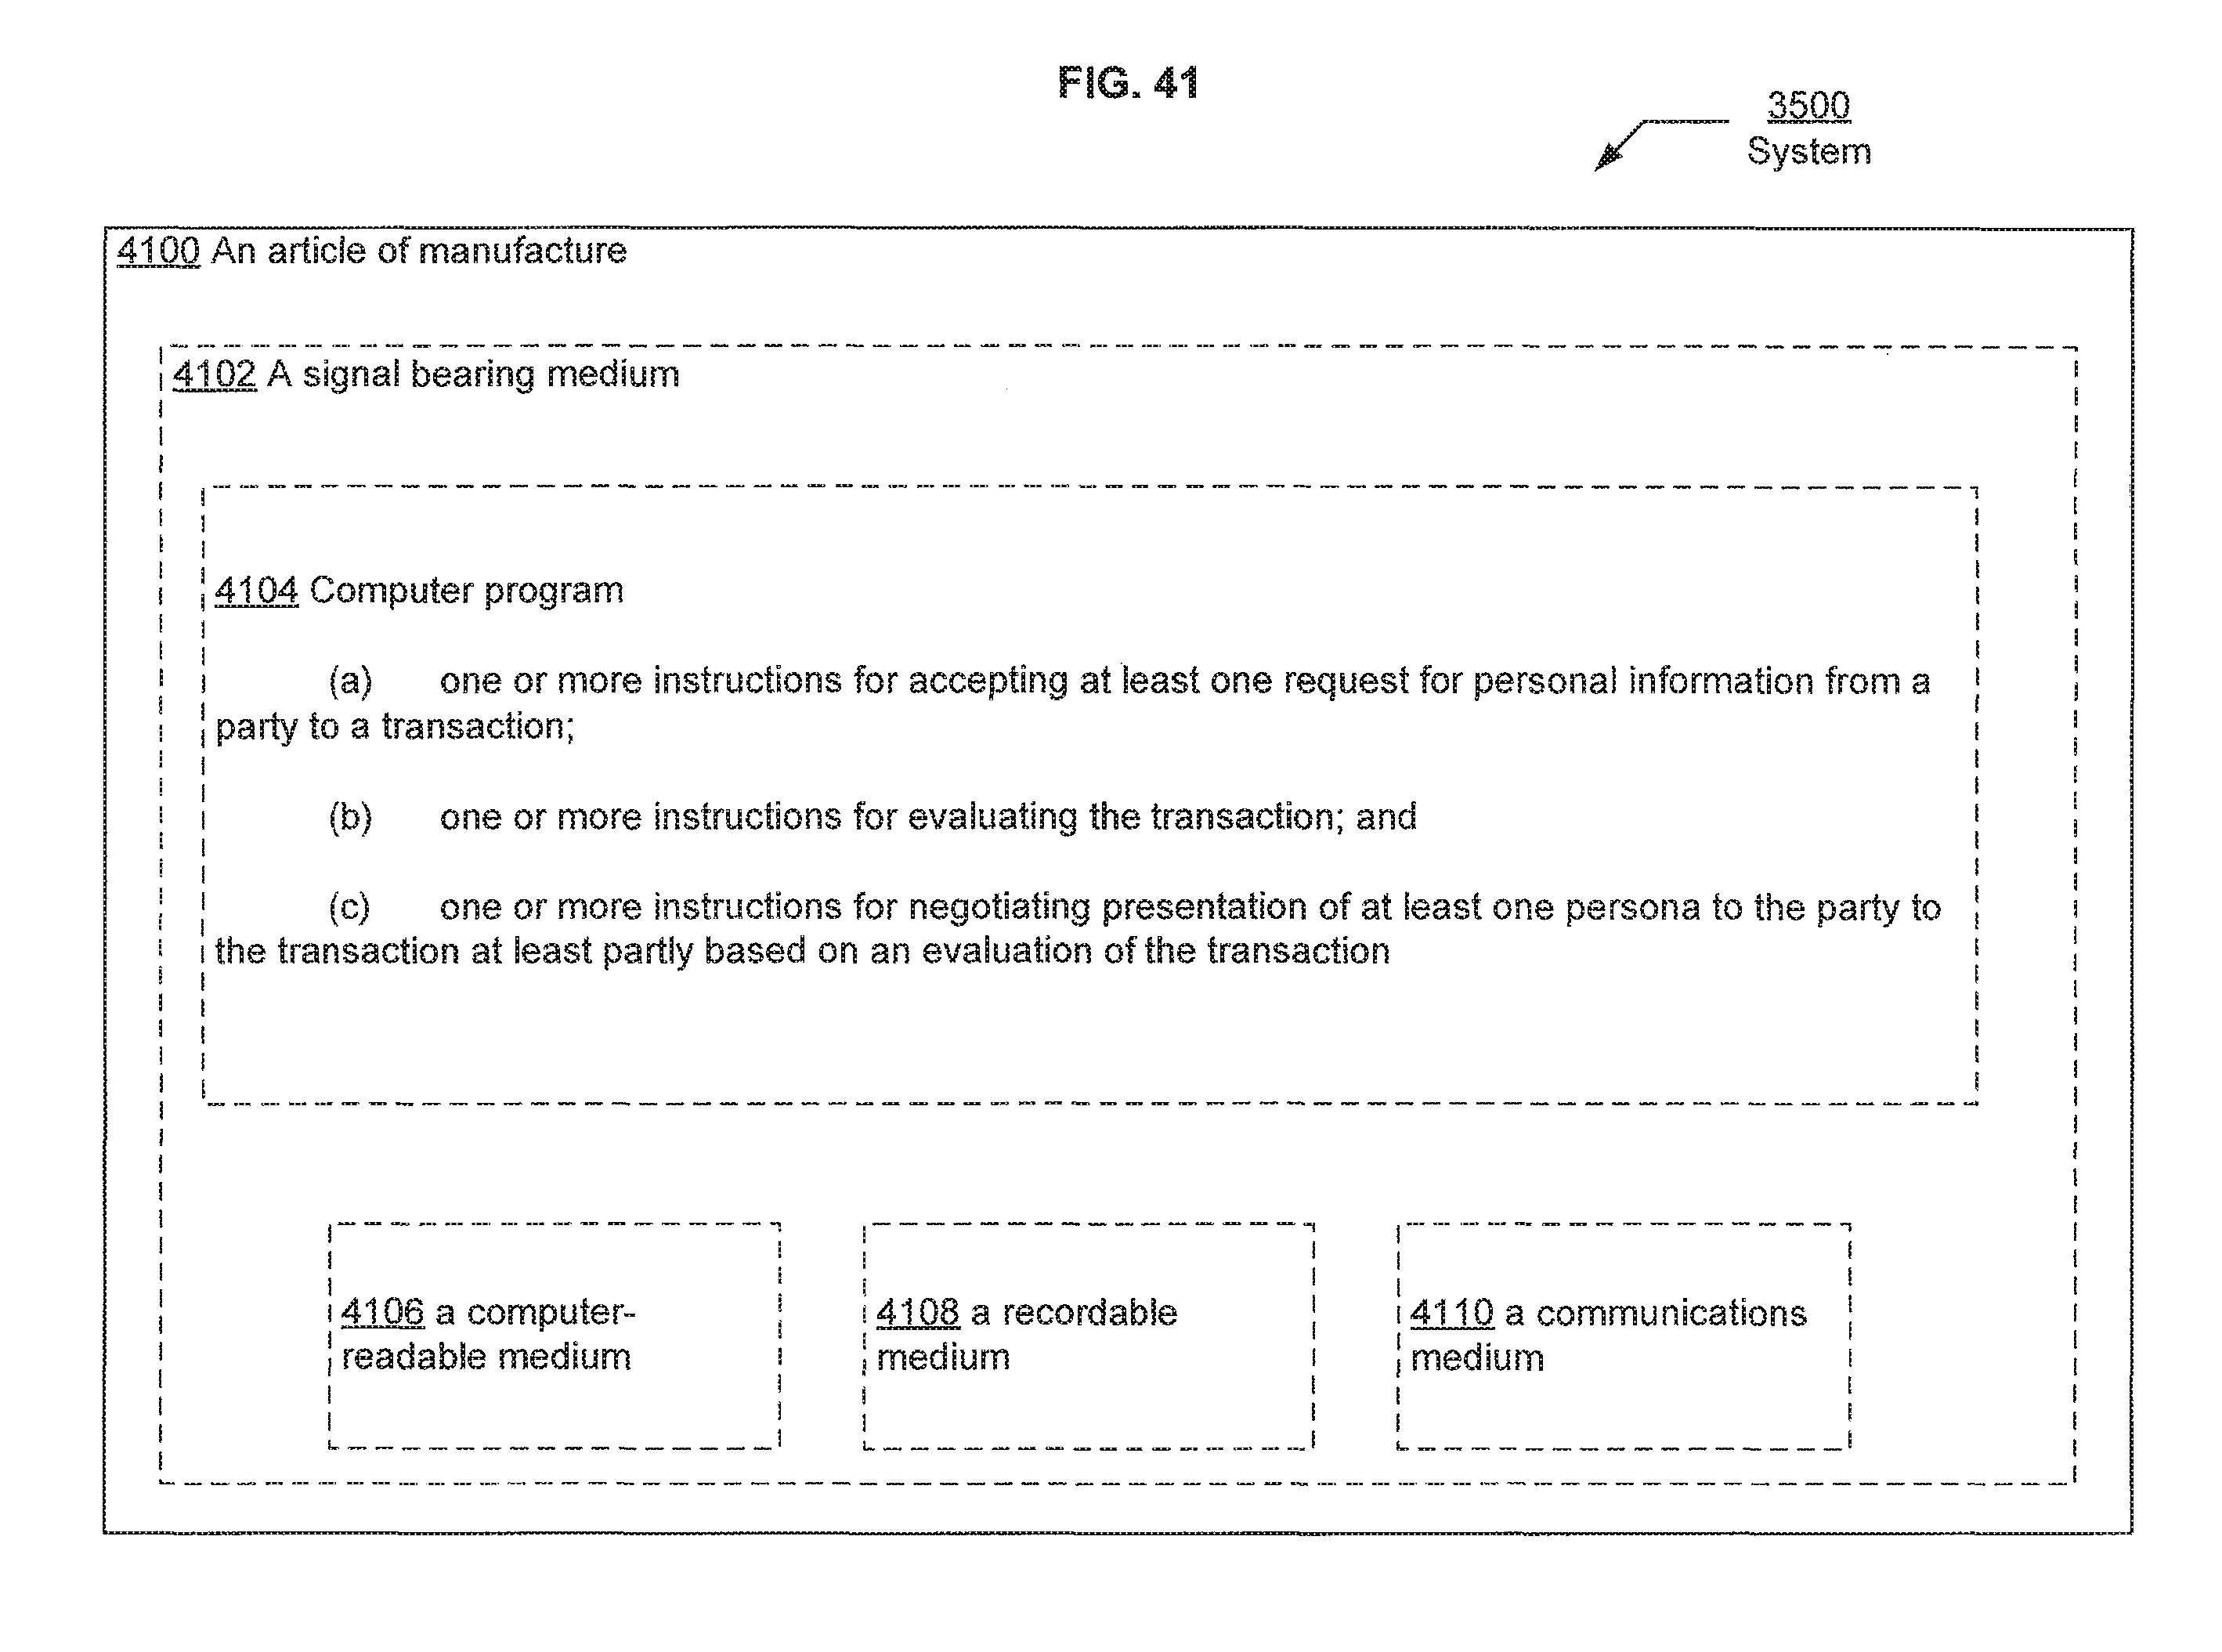 FIG. 41
3500
System
4100 An article of manufacture
4102 A signal bearing medium
4104 Computer program
(a) one or more instructions for accepting at least one request for personal information from a
party to a transaction;
(b) one or more instructions for evaluating the transaction; and
(c) one or more instructions for negotiating presentation of at least one persona to the party to
the transaction at least partly based on an evaluation of the transaction
4106 a computer-
readable medium
4108 a recordable
medium
4110 a communications
medium